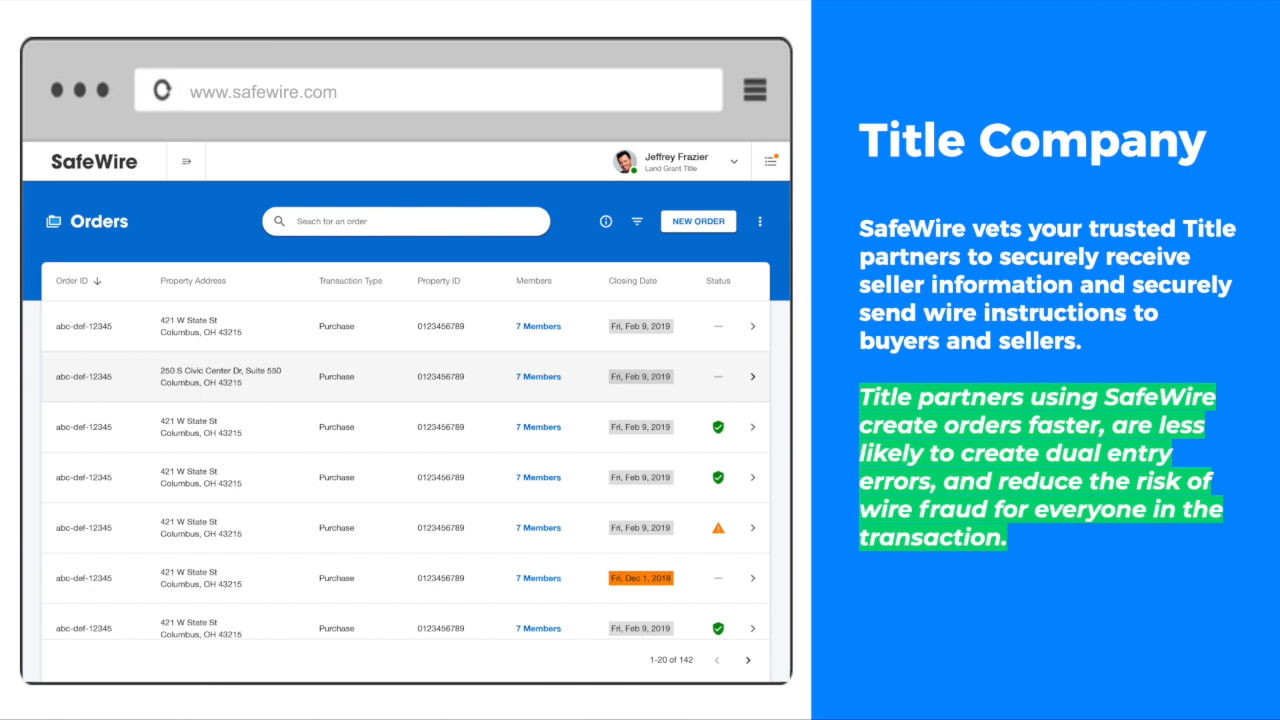 www.safewire.com
SafeWire
Jeffrey Frazier
Land Grant Title
Orders
Seach for an order
NEW ORDER
Order ID
Property Address
Transaction Type
Property ID
Members
Closing Date
Status
abc-def-12345
421 W State St
Columbus, OH 43215
Purchase
0123456789
7 Members
Fri, Feb 9, 2019
abc-def-12345
250 S Civic Center Dr, Suite 550
Columbus, OH 43215
Purchase
0123456789
7 Members
Fri, Feb 9, 2019
abc-def-12345
421 W State St
Columbus, OH 43215
Purchase
0123456789
7 Members
Fri, Feb 9, 2019
abc-def-12345
421 W State St
Columbus, OH 43215
Purchase
0123456789
7 Members
Fri, Feb 9, 2019
abc-def-12345
421 W State St
Columbus, OH 43215
Purchase
0123456789
7 Members
Fri, Feb 9, 2019
abc-def-12345
421 W State St
Columbus, OH 43215
Purchase
0123456789
7 Members
Fri, Dec 1, 2018
abc-def-12345
421 W State St
Columbus, OH 43215
Purchase
0123456789
7 Members
Fri, Feb 9, 2019
1-20 of 142
Title Company
SafeWire vets your trusted Title
partners to securely receive
seller information and securely
send wire instructions to
buyers and sellers.
Title partners using SafeWire
create orders faster, are less
likely to create dual entry
errors, and reduce the risk of
wire fraud for everyone in the
transaction.